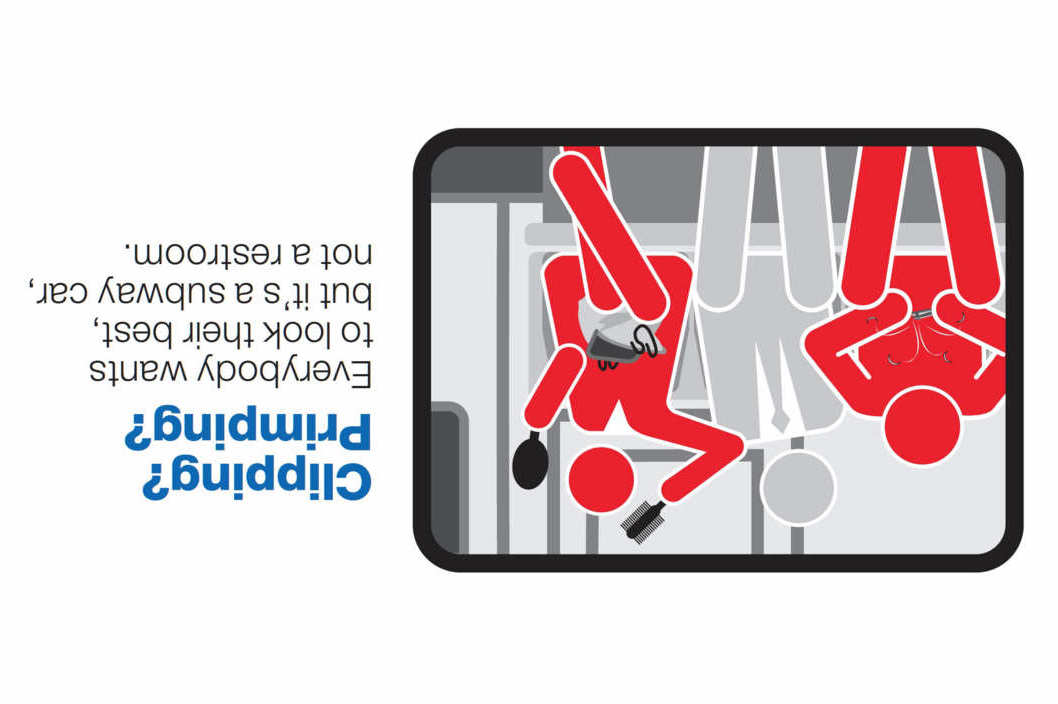 Clipping?
Primping?
Everybody wants
to look their best,
but it's a subway car,
not a restroom.